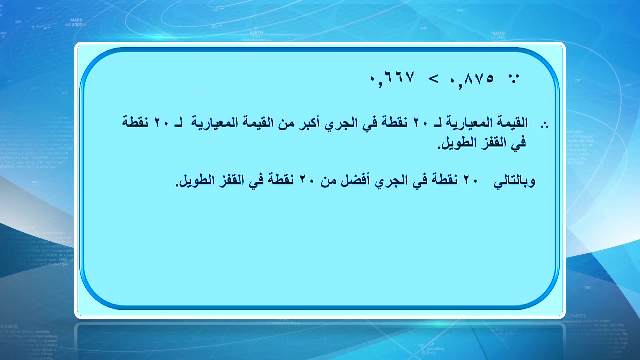 ∵ ٠,٨٧٥ > ٠,٦٦٧
∴ القيمة المعيارية لـ ٢٠ نقطة في الجري أكبر من القيمة المعيارية لـ ٢٠ نقطة
في القفز الطويل.
وبالتالي ٢٠ نقطة في الجري أفضل من ٢٠ نقطة في القفز الطويل.